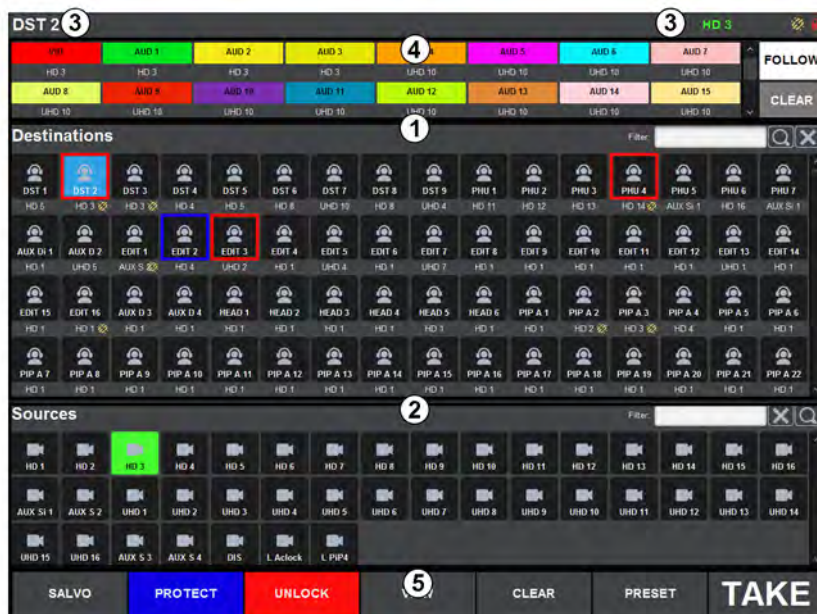 DST 2 3 3 HD 3
AUD 1 AUD 2 AUD 3 4 AUD 5 AUD 6 AUD 7
HD 3 HD 3 HD 3 HD 3 UHD 10 UHD 10 UHD 10 UHD 10
FOLLOW
AUD 8 AUD 9 AUD 10 AUD 11 AUD 12 AUD 13 AUD 14 AUD 15
UHD 10 UHD 10 UHD 10 UHD 10 UHD 10 UHD 10 UHD 10 UHD 10
CLEAR
Destinations 1 Filter:
DST 1 DST 2 DST 3 DST 4 DST 5 DST 6 DST 7 DST 8 DST 9 PHU 1 PHU 2 PHU 3 PHU 4 PHU 5 PHU 6 PHU 7
HD 5 HD 3 HD 3 HD 4 HD 5 HD 8 UHD 10 HD 8 UHD 4 HD 11 HD 12 HD 13 HD 14 AUX Si 1 HD 16 AUX Si 1
AUX Di 1 AUX D 2 EDIT 1 EDIT 2 EDIT 3 EDIT 4 EDIT 5 EDIT 6 EDIT 7 EDIT 8 EDIT 9 EDIT 10 EDIT 11 EDIT 12 EDIT 13 EDIT 14
HD 1 UHD 5 AUX S 2 HD 4 UHD 2 HD 1 UHD 4 HD 1 UHD 7 HD 1 HD 1 HD 1 HD 1 HD 1 UHD 1 HD 1
EDIT 15 EDIT 16 AUX D 3 AUX D 4 HEAD 1 HEAD 2 HEAD 3 HEAD 4 HEAD 5 HEAD 6 PIP A 1 PIP A 2 PIP A 3 PIP A 4 PIP A 5 PIP A 6
HD 1 HD 1 HD 1 HD 1 HD 1 HD 1 HD 1 HD 1 HD 1 HD 1 HD 1 HD 2 HD 3 HD 4 HD 1 HD 1
PIP A 7 PIP A 8 PIP A 9 PIP A 10 PIP A 11 PIP A 12 PIP A 13 PIP A 14 PIP A 15 PIP A 16 PIP A 17 PIP A 18 PIP A 19 PIP A 20 PIP A 21 PIP A 22
HD 1 HD 1 HD 1 HD 1 HD 1 HD 1 HD 1 HD 1 HD 1 HD 1 HD 1 HD 1 HD 1 HD 1 HD 1 HD 1
Sources 2 Filter:
HD 1 HD 2 HD 3 HD 4 HD 5 HD 6 HD 7 HD 8 HD 9 HD 10 HD 11 HD 12 HD 13 HD 14 HD 15 HD 16
AUX Si 1 AUX S 2 UHD 1 UHD 2 UHD 3 UHD 4 UHD 5 UHD 6 UHD 7 UHD 8 UHD 9 UHD 10 UHD 11 UHD 12 UHD 13 UHD 14
UHD 15 UHD 16 AUX S 3 AUX S 4 DIS L Aclock L PiP4
SALVO PROTECT UNLOCK 5 CLEAR PRESET TAKE